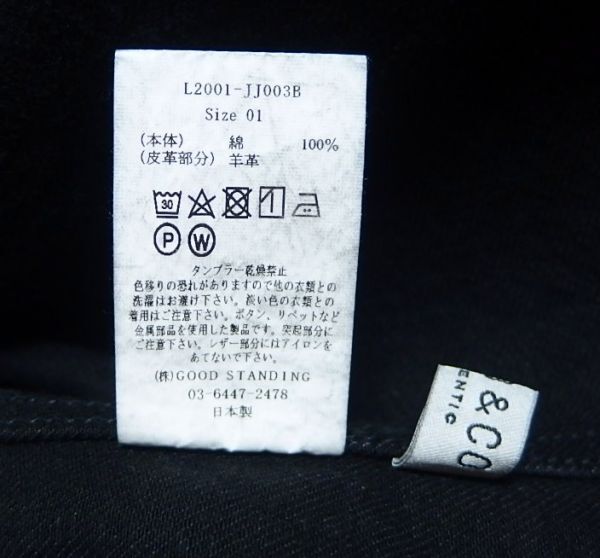 L2001-JJ003B
Size 01
(本体) 綿 100%
(皮革部分) 羊革
30
P W
タンブラー乾燥禁止
色移りの恐れがありますので他の衣類との
洗濯はお避け下さい。淡い色の衣類との
着用はご注意下さい。ボタン、リベットなど
金属部品を使用した製品です。突起部分に
ご注意下さい。レザー部分にはアイロンを
あてないで下さい。
(株)GOOD STANDING
03-6447-2478
日本製
& CO
ENTIC